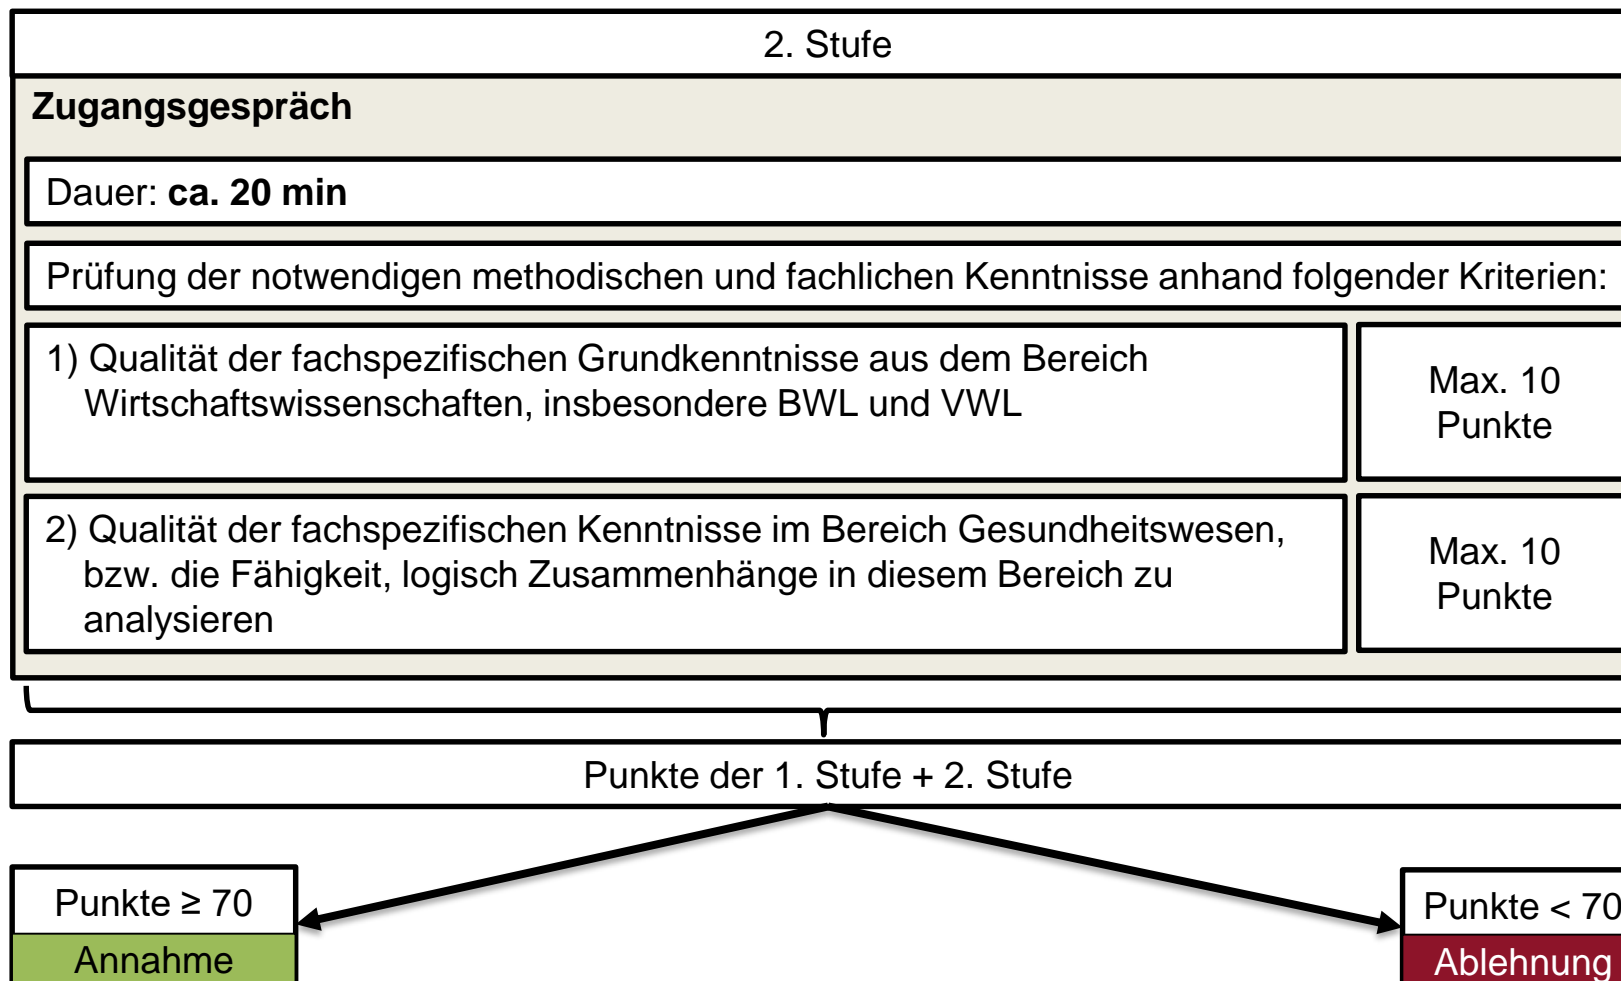 2. Stufe
Zugangsgespräch
Dauer: ca. 20 min
Prüfung der notwendigen methodischen und fachlichen Kenntnisse anhand folgender Kriterien:
1) Qualität der fachspezifischen Grundkenntnisse aus dem Bereich
Wirtschaftswissenschaften, insbesondere BWL und VWL
Max. 10
Punkte
2) Qualität der fachspezifischen Kenntnisse im Bereich Gesundheitswesen,
bzw. die Fähigkeit, logisch Zusammenhänge in diesem Bereich zu
analysieren
Max. 10
Punkte
Punkte der 1. Stufe + 2. Stufe
Punkte ≥ 70
Annahme
Punkte < 70
Ablehnung